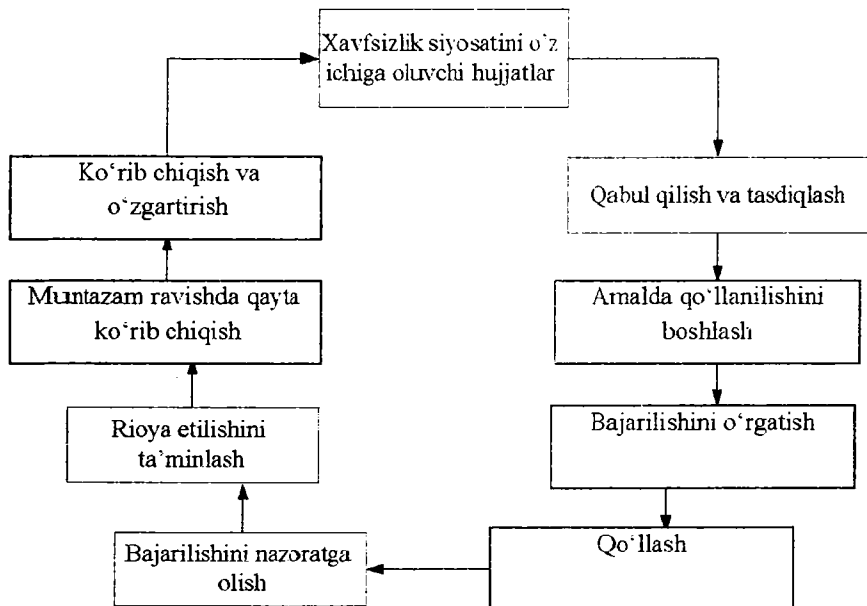 Xavfsizlik siyosatini o‘z
ichiga oluvchi hujjatlar
Ko‘rib chiqish va
o‘zgartirish
Qabul qilish va tasdiqlash
Muntazam ravishda qayta
ko‘rib chiqish
Amalda qo‘llanilishini
boshlash
Rioya etilishini
ta’minlash
Bajarilishini o‘rgatish
Bajarilishini nazoratga
olish
Qo‘llash